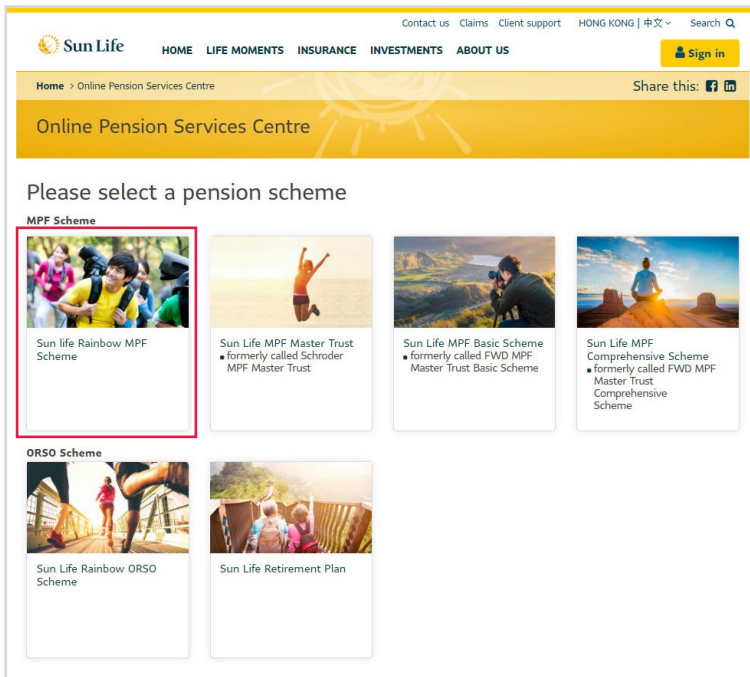 Contact us Claims Client support HONG KONG | 中文 Search
Sun Life HOME LIFE MOMENTS INSURANCE INVESTMENTS ABOUT US Sign in
Home > Online Pension Services Centre Share this:
Online Pension Services Centre
Please select a pension scheme
MPF Scheme
Sun life Rainbow MPF
Scheme
Sun Life MPF Master Trust
• formerly called Schroder
MPF Master Trust
Sun Life MPF Basic Scheme
• formerly called FWD MPF
Master Trust Basic Scheme
Sun Life MPF
Comprehensive Scheme
• formerly called FWD MPF
Master Trust
Comprehensive
Scheme
ORSO Scheme
Sun Life Rainbow ORSO
Scheme
Sun Life Retirement Plan